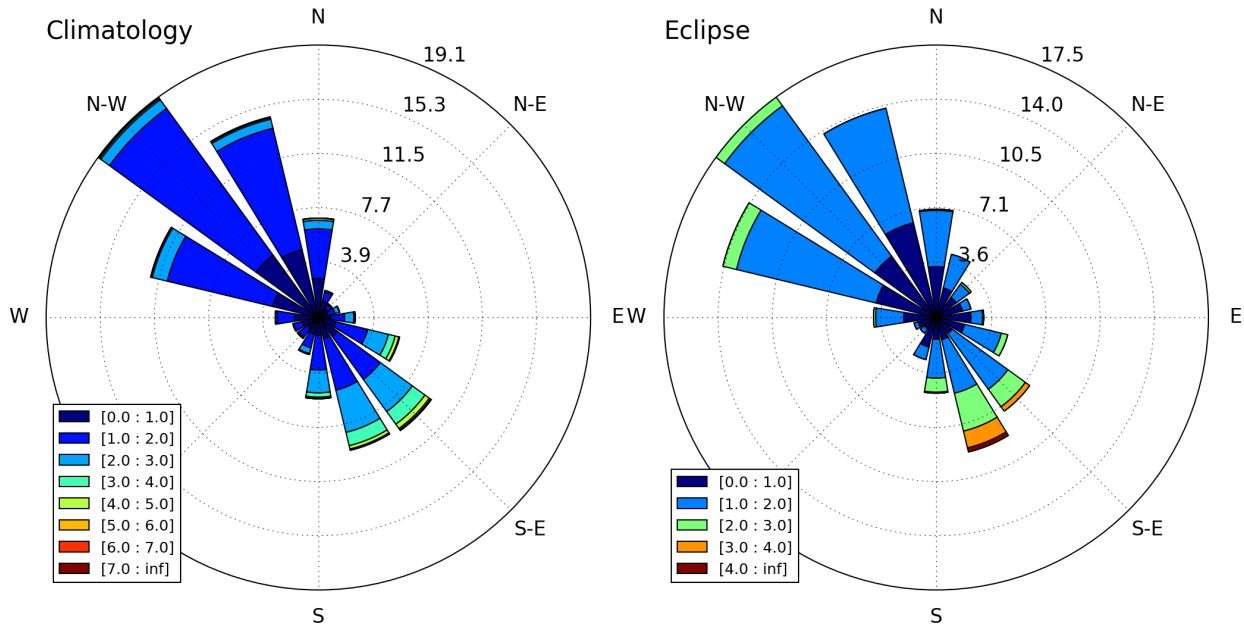 Climatology
N
N-E
E
S-E
S
W
N-W
19.1
15.3
11.5
7.7
3.9
[0.0 : 1.0]
[1.0 : 2.0]
[2.0 : 3.0]
[3.0 : 4.0]
[4.0 : 5.0]
[5.0 : 6.0]
[6.0 : 7.0]
[7.0 : inf]
Eclipse
N
N-E
E
S-E
S
W
N-W
17.5
14.0
10.5
7.1
3.6
[0.0 : 1.0]
[1.0 : 2.0]
[2.0 : 3.0]
[3.0 : 4.0]
[4.0 : inf]